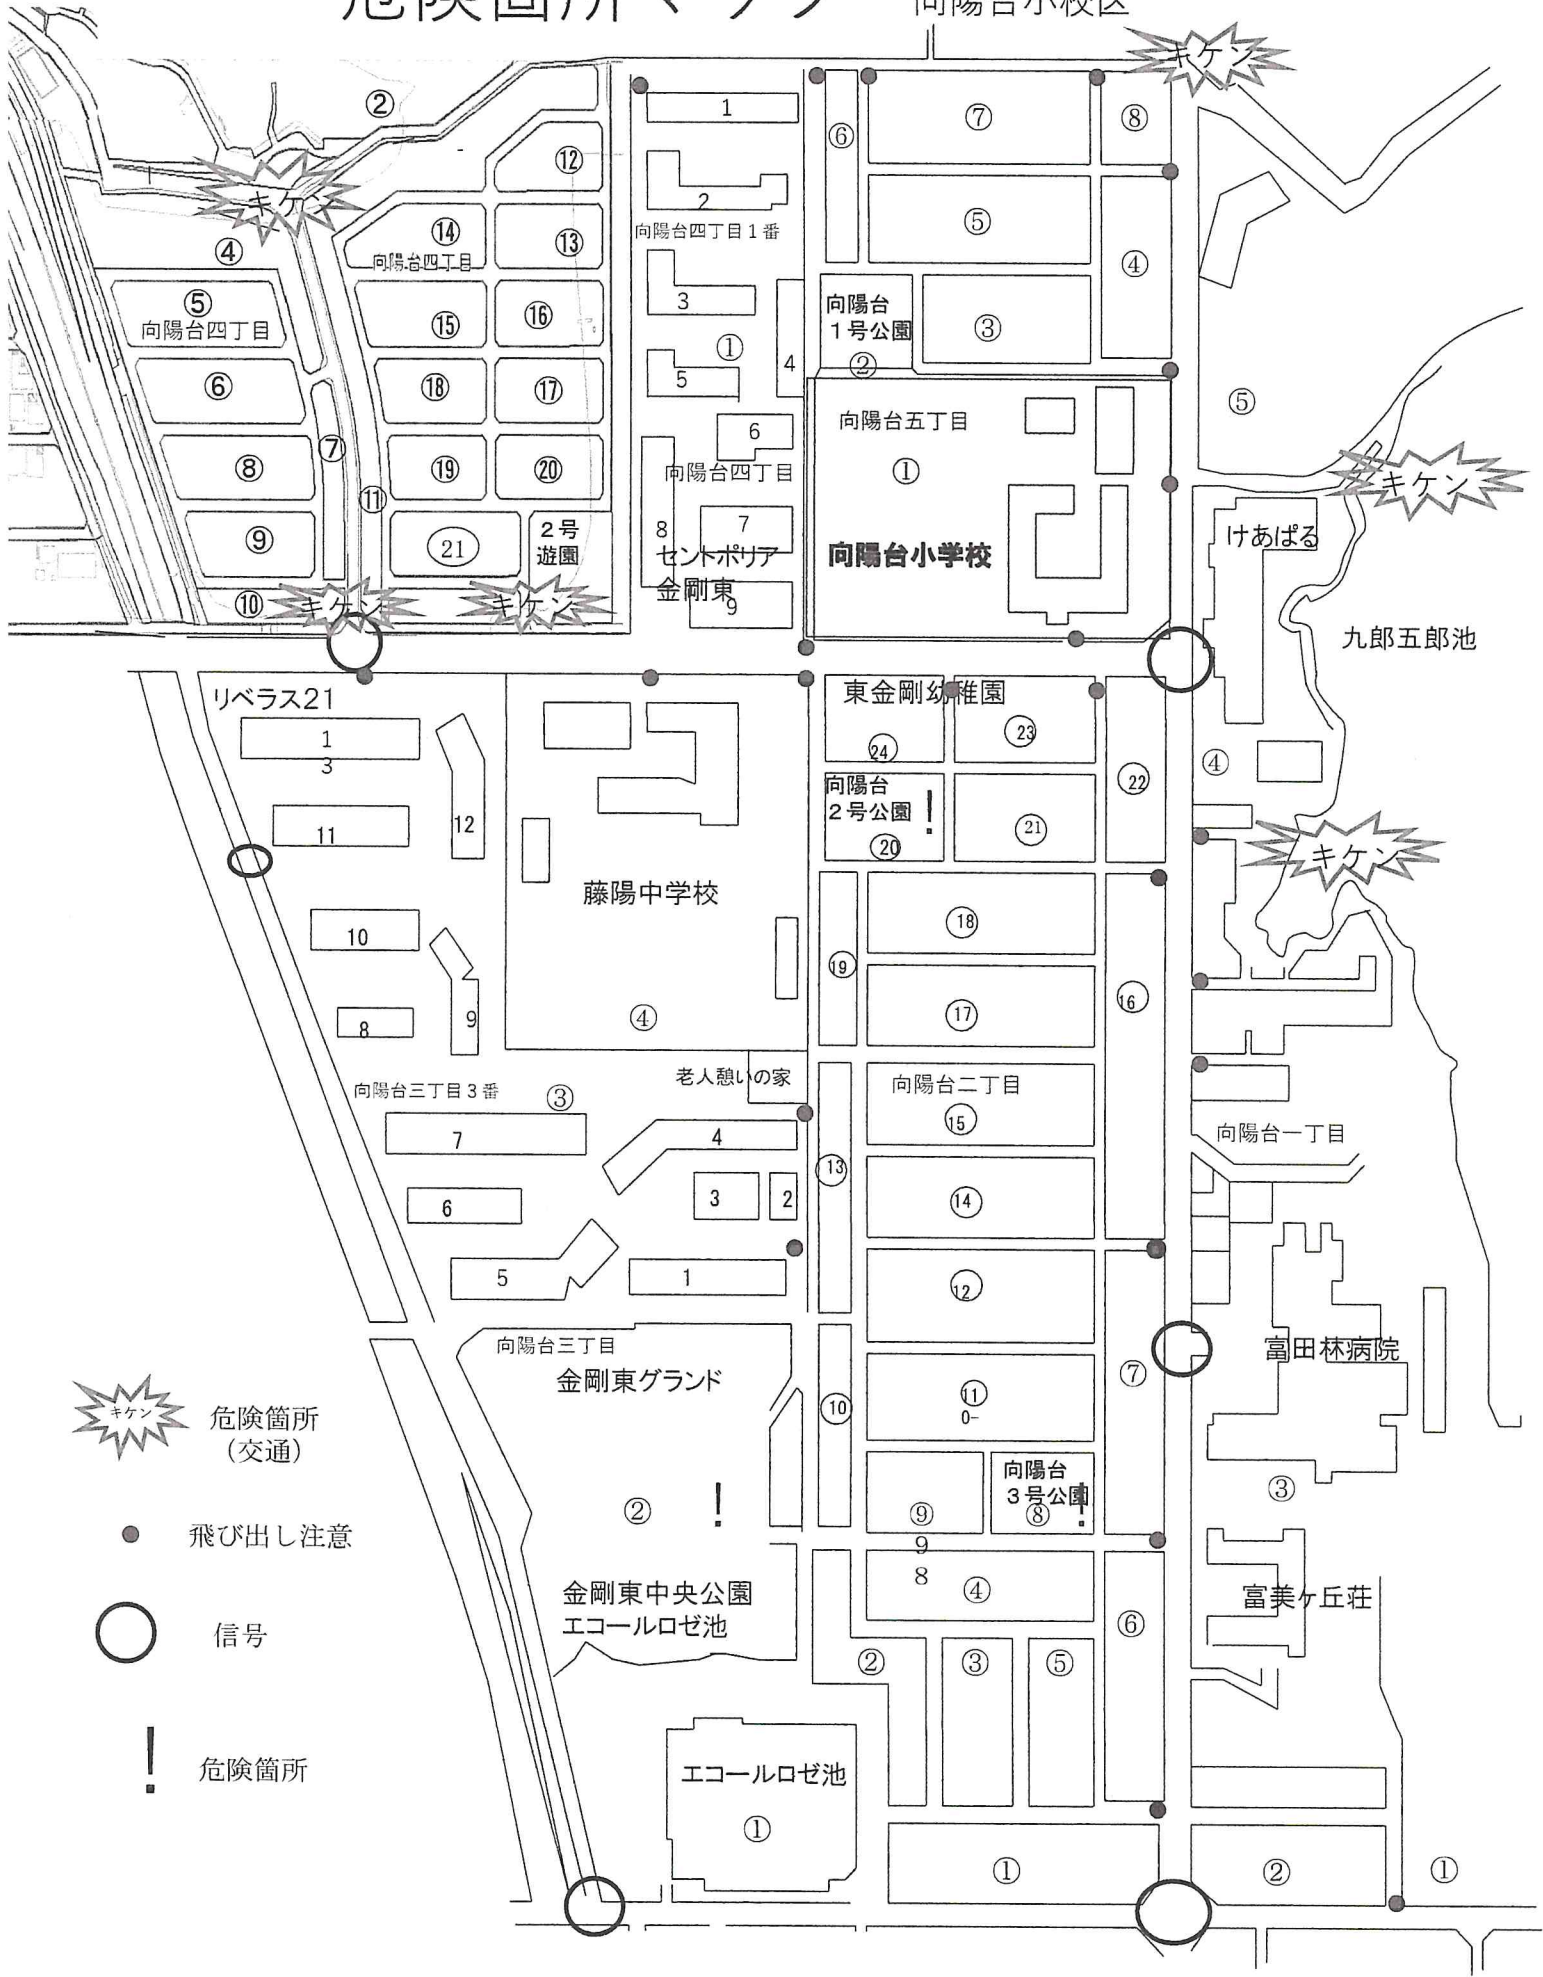 危険箇所マップ 向陽台小校区
キケン
②
1
⑥
⑦
⑧
⑫
キケン
2
向陽台四丁目1番
⑤
④
⑭
⑬
向陽台四丁目
④
⑤
向陽台四丁目
⑮
⑯
3
①
4
5
向陽台
1号公園
②
③
⑥
⑱
⑰
6
向陽台四丁目
向陽台五丁目
①
⑤
⑦
⑧
⑲
⑳
⑪
キケン
⑨
㉑
2号
遊園
8
7
セントポリア
金剛東
9
向陽台小学校
けあぱる
⑩
キケン
キケン
九郎五郎池
リベラス21
1
3
12
11
東金剛幼稚園
㉔
㉓
㉒
④
向陽台
2号公園
!
⑳
㉑
キケン
藤陽中学校
10
9
8
④
⑱
⑲
⑰
⑯
老人憩いの家
向陽台三丁目3番
③
7
4
向陽台二丁目
⑮
向陽台一丁目
⑬
6
3
2
⑭
5
1
⑫
向陽台三丁目
金剛東グランド
⑩
⑪
0-
⑦
富田林病院
キケン
危険箇所
(交通)
②
!
向陽台
3号公園
!
⑨
⑧
9
8
③
飛び出し注意
金剛東中央公園
エコールロゼ池
④
⑥
富美ヶ丘荘
信号
②
③
⑤
!
危険箇所
エコールロゼ池
①
①
②
①